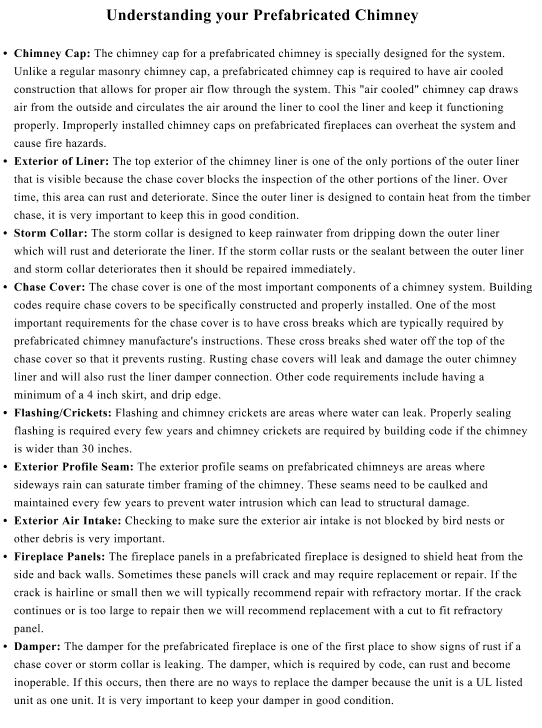 Understanding your Prefabricated Chimney
• Chimney Cap: The chimney cap for a prefabricated chimney is specially designed for the system.
Unlike a regular masonry chimney cap, a prefabricated chimney cap is required to have air cooled
construction that allows for proper air flow through the system. This "air cooled" chimney cap draws
air from the outside and circulates the air around the liner to cool the liner and keep it functioning
properly. Improperly installed chimney caps on prefabricated fireplaces can overheat the system and
cause fire hazards.
• Exterior of Liner: The top exterior of the chimney liner is one of the only portions of the outer liner
that is visible because the chase cover blocks the inspection of the other portions of the liner. Over
time, this area can rust and deteriorate. Since the outer liner is designed to contain heat from the timber
chase, it is very important to keep this in good condition.
• Storm Collar: The storm collar is designed to keep rainwater from dripping down the outer liner
which will rust and deteriorate the liner. If the storm collar rusts or the sealant between the outer liner
and storm collar deteriorates then it should be repaired immediately.
• Chase Cover: The chase cover is one of the most important components of a chimney system. Building
codes require chase covers to be specifically constructed and properly installed. One of the most
important requirements for the chase cover is to have cross breaks which are typically required by
prefabricated chimney manufacture's instructions. These cross breaks shed water off the top of the
chase cover so that it prevents rusting. Rusting chase covers will leak and damage the outer chimney
liner and will also rust the liner damper connection. Other code requirements include having a
minimum of a 4 inch skirt, and drip edge.
• Flashing/Crickets: Flashing and chimney crickets are areas where water can leak. Properly sealing
flashing is required every few years and chimney crickets are required by building code if the chimney
is wider than 30 inches.
• Exterior Profile Seam: The exterior profile seams on prefabricated chimneys are areas where
sideways rain can saturate timber framing of the chimney. These seams need to be caulked and
maintained every few years to prevent water intrusion which can lead to structural damage.
• Exterior Air Intake: Checking to make sure the exterior air intake is not blocked by bird nests or
other debris is very important.
• Fireplace Panels: The fireplace panels in a prefabricated fireplace is designed to shield heat from the
side and back walls. Sometimes these panels will crack and may require replacement or repair. If the
crack is hairline or small then we will typically recommend repair with refractory mortar. If the crack
continues or is too large to repair then we will recommend replacement with a cut to fit refractory
panel.
• Damper: The damper for the prefabricated fireplace is one of the first place to show signs of rust if a
chase cover or storm collar is leaking. The damper, which is required by code, can rust and become
inoperable. If this occurs, then there are no ways to replace the damper because the unit is a UL listed
unit as one unit. It is very important to keep your damper in good condition.